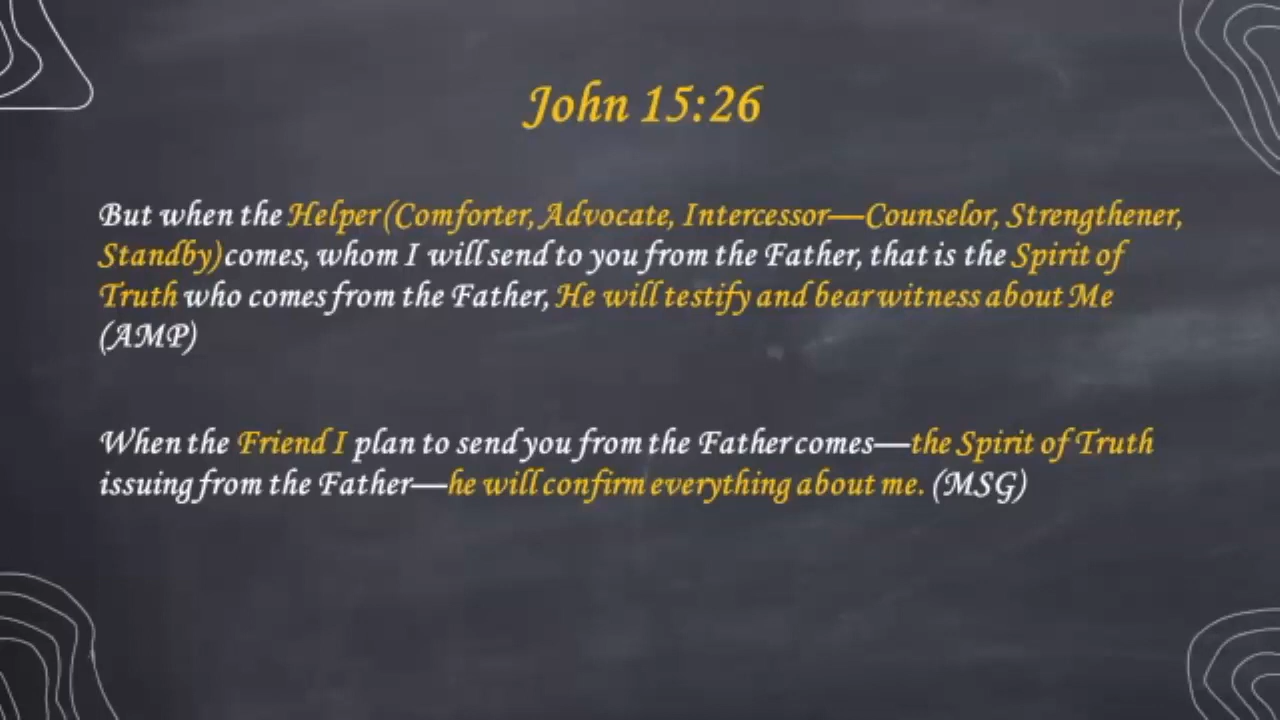 John 15:26
But when the Helper (Comforter, Advocate, Intercessor—Counselor, Strengthener,
Standby) comes, whom I will send to you from the Father, that is the Spirit of
Truth who comes from the Father, He will testify and bear witness about Me
(AMP)
When the Friend I plan to send you from the Father comes—the Spirit of Truth
issuing from the Father—he will confirm everything about me. (MSG)